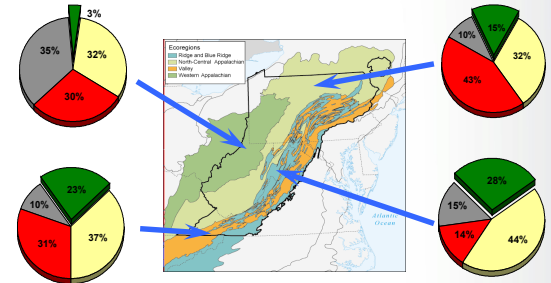 3%
35%
32%
30%
Ecoregions
Ridge and Blue Ridge
North-Central Appalachian
Valley
Western Appalachian
15%
10%
32%
43%
23%
10%
37%
31%
28%
15%
14%
44%
Atlantic
Ocean